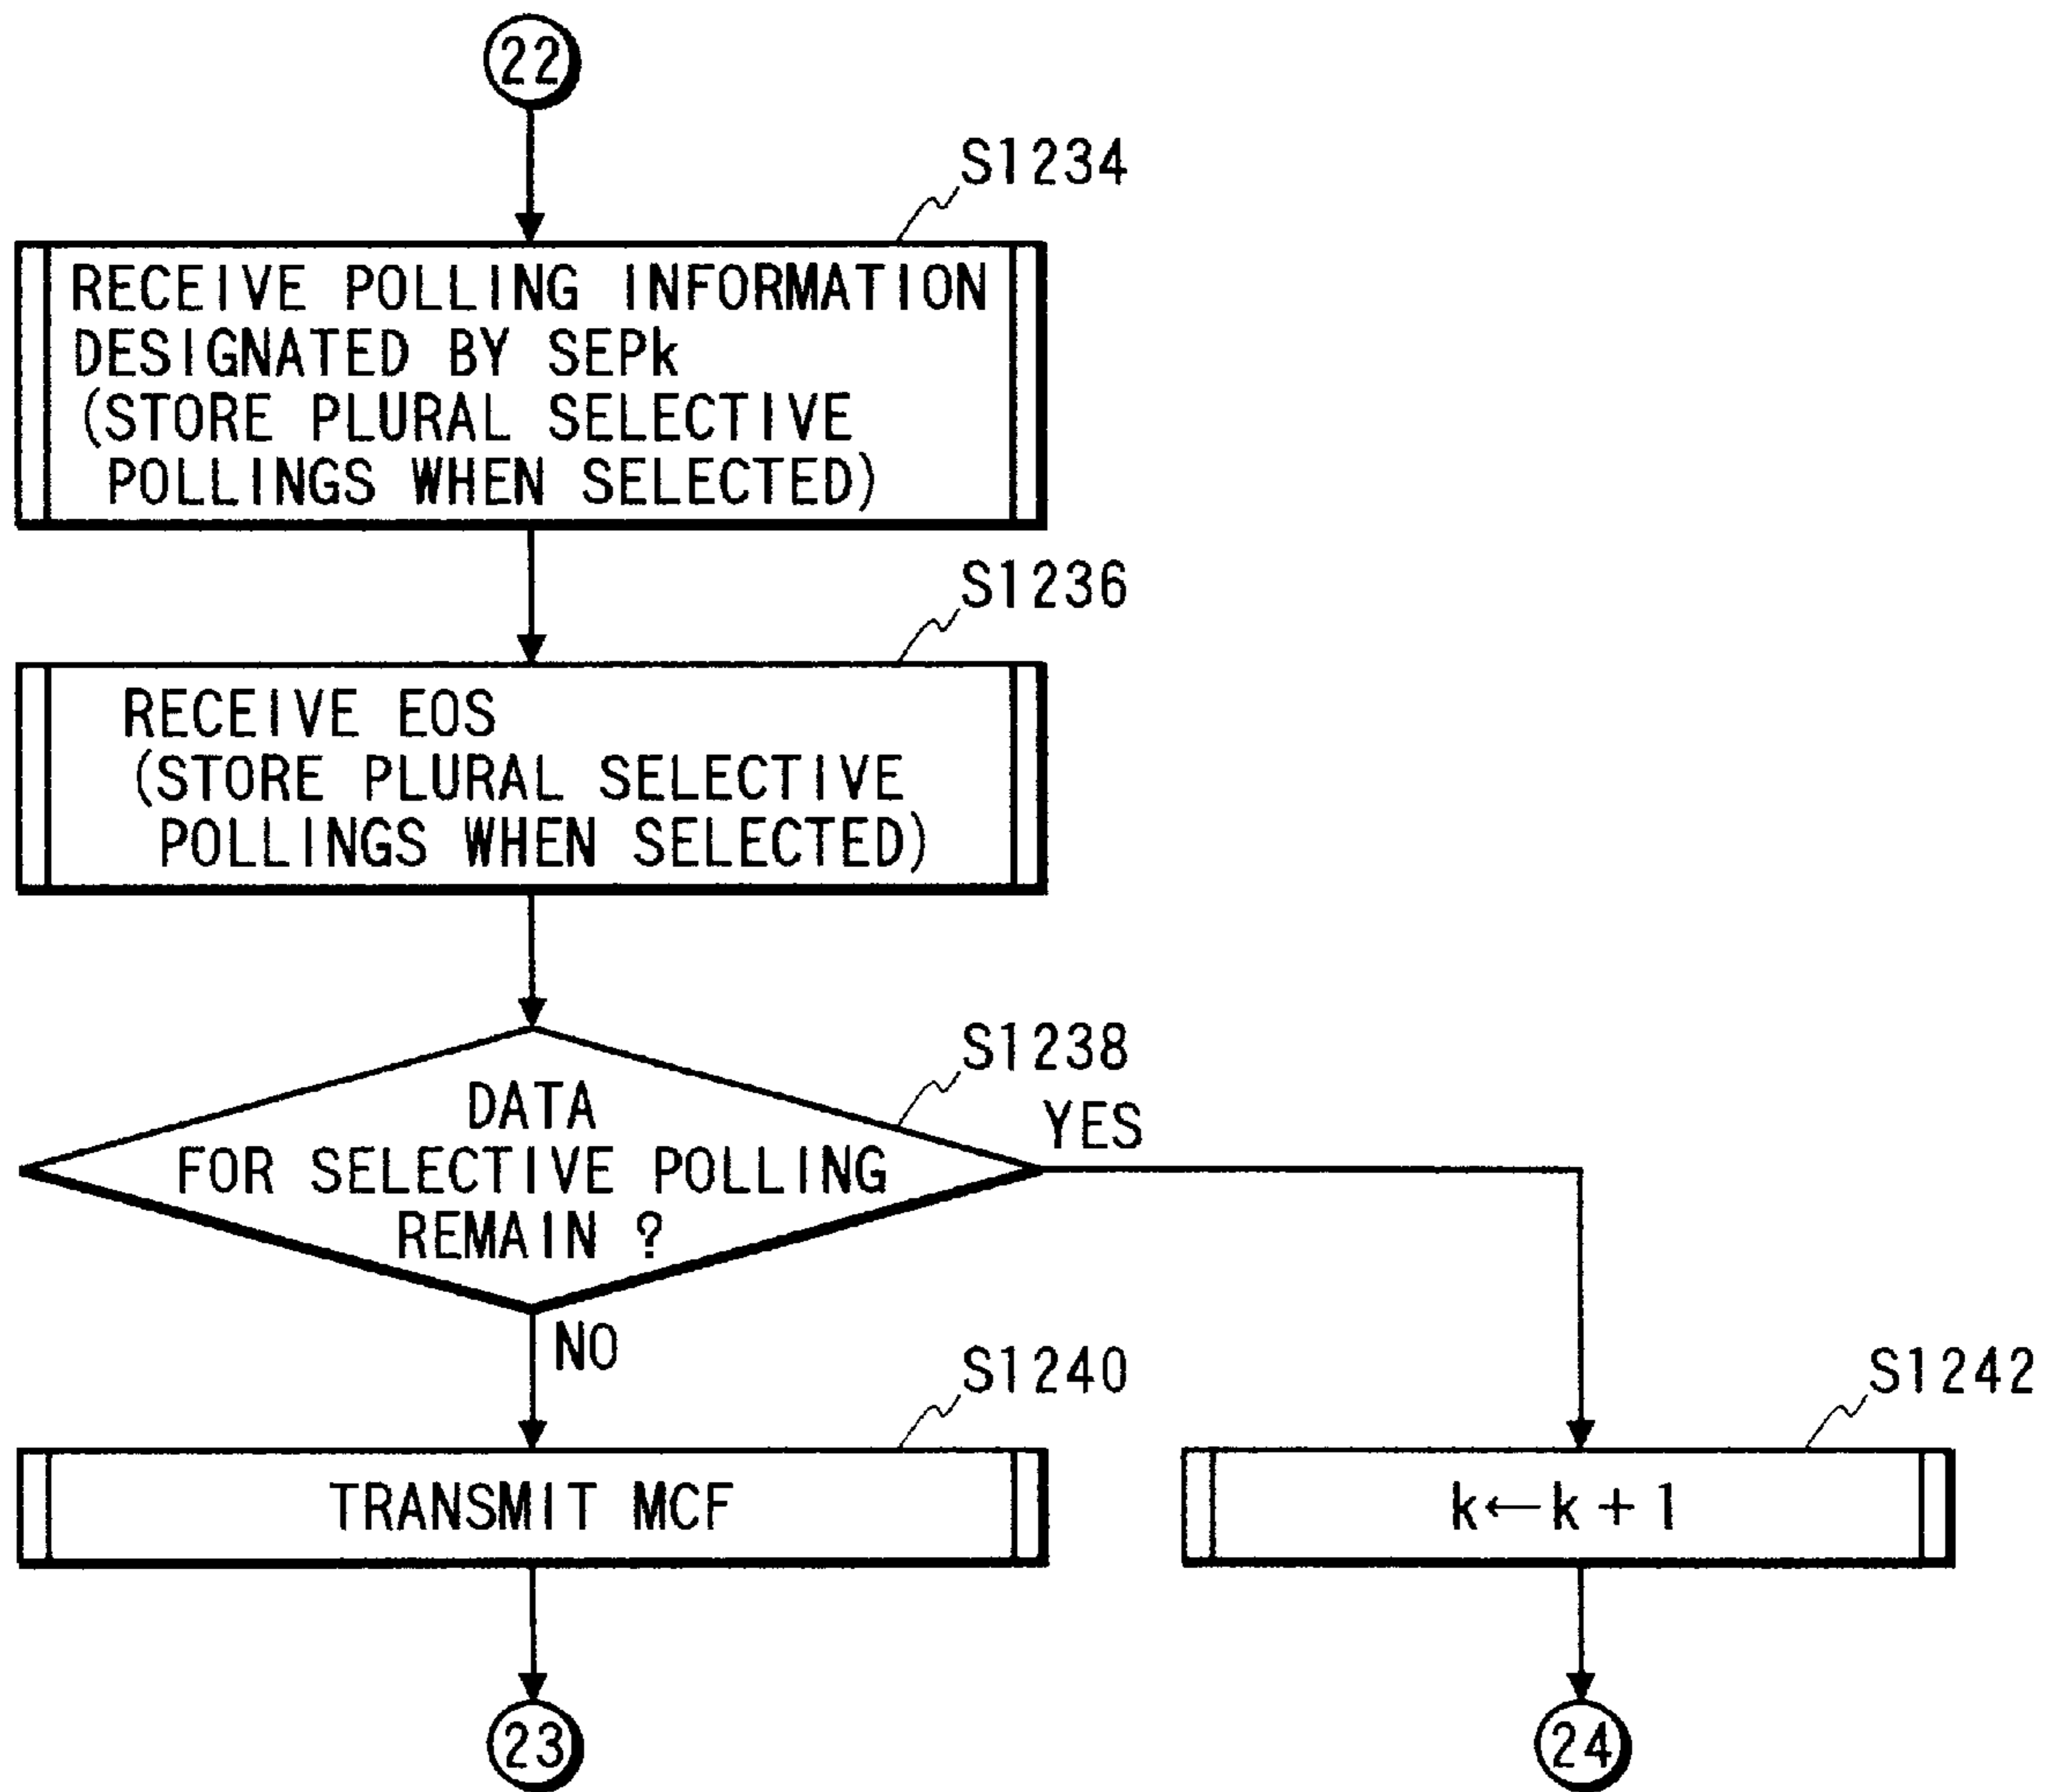 22
S1234
RECEIVE POLLING INFORMATION
DESIGNATED BY SEPk
(STORE PLURAL SELECTIVE
POLLINGS WHEN SELECTED)
S1236
RECEIVE EOS
(STORE PLURAL SELECTIVE
POLLINGS WHEN SELECTED)
S1238
DATA
FOR SELECTIVE POLLING
REMAIN ?
YES
NO
S1240
TRANSMIT MCF
S1242
k←k+1
23
24